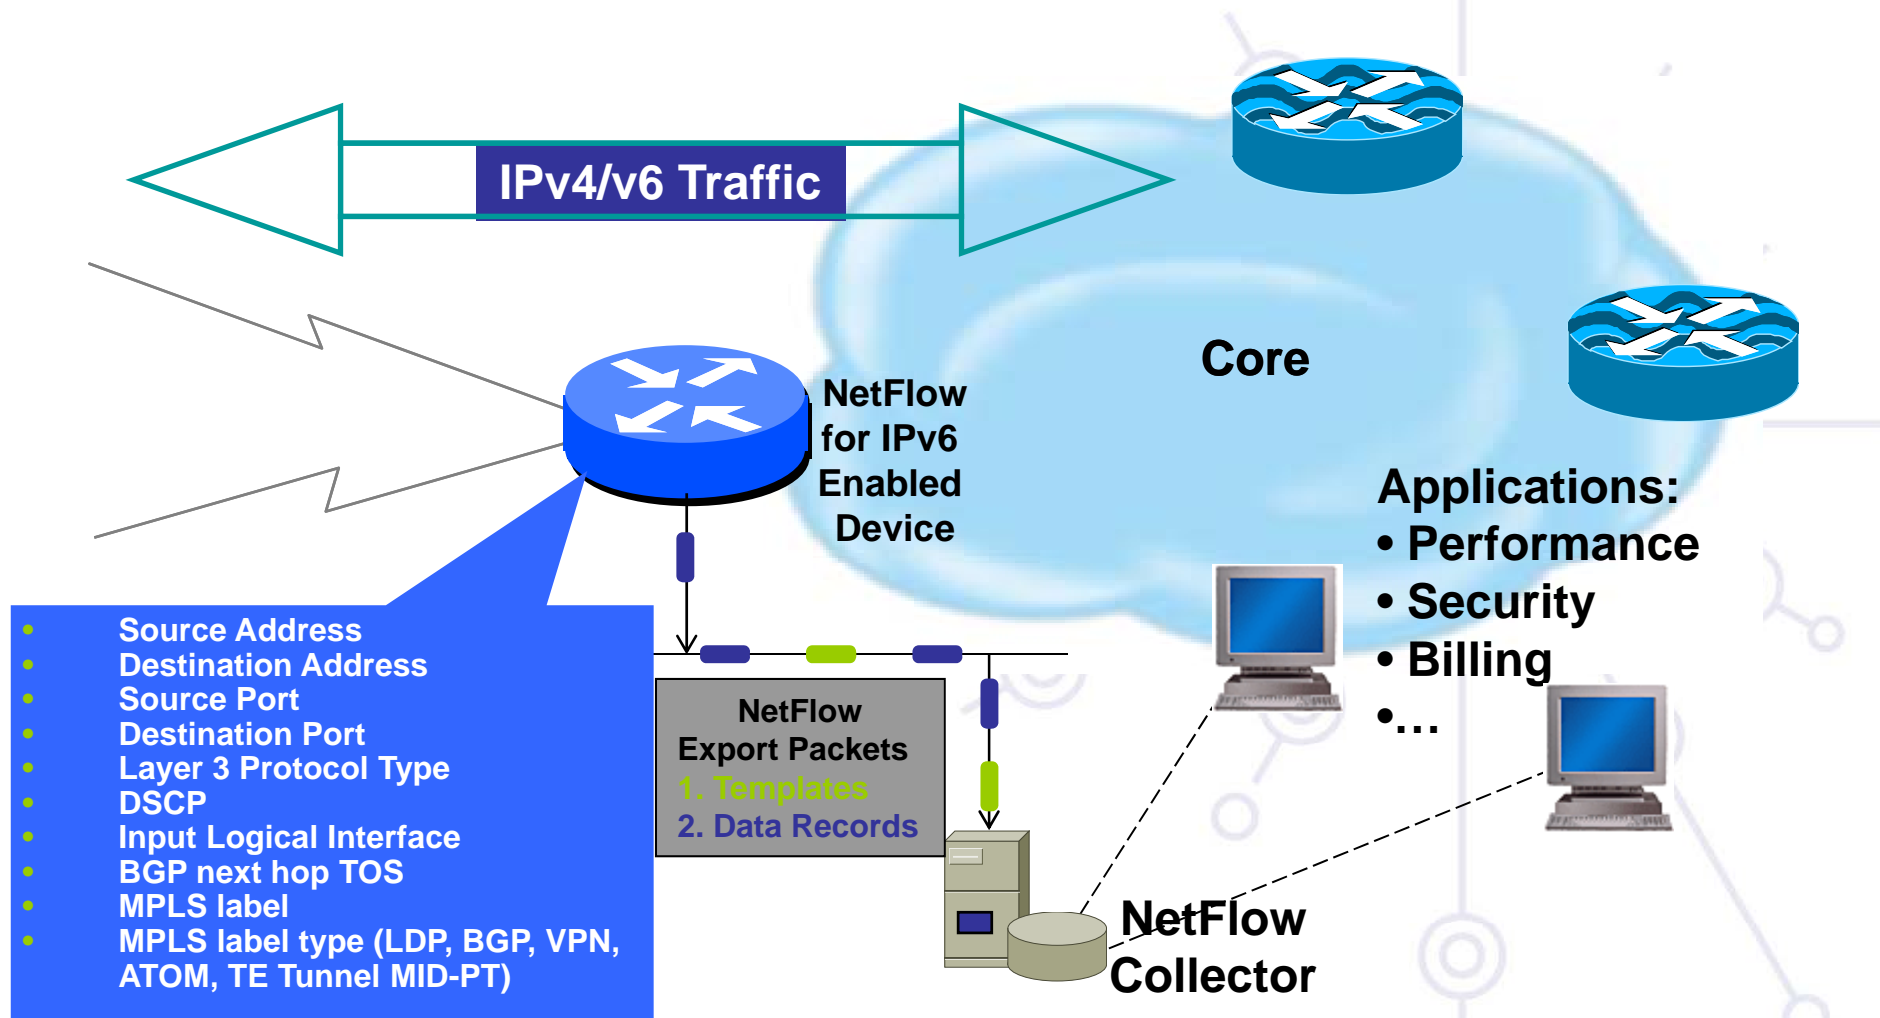 IPv4/v6 Traffic
Core
NetFlow
for IPv6
Enabled
Device
Applications:
• Performance
• Security
• Billing
•…
• Source Address
• Destination Address
• Source Port
• Destination Port
• Layer 3 Protocol Type
• DSCP
• Input Logical Interface
• BGP next hop TOS
• MPLS label
• MPLS label type (LDP, BGP, VPN,
ATOM, TE Tunnel MID-PT)
NetFlow
Export Packets
1. Templates
2. Data Records
NetFlow
Collector